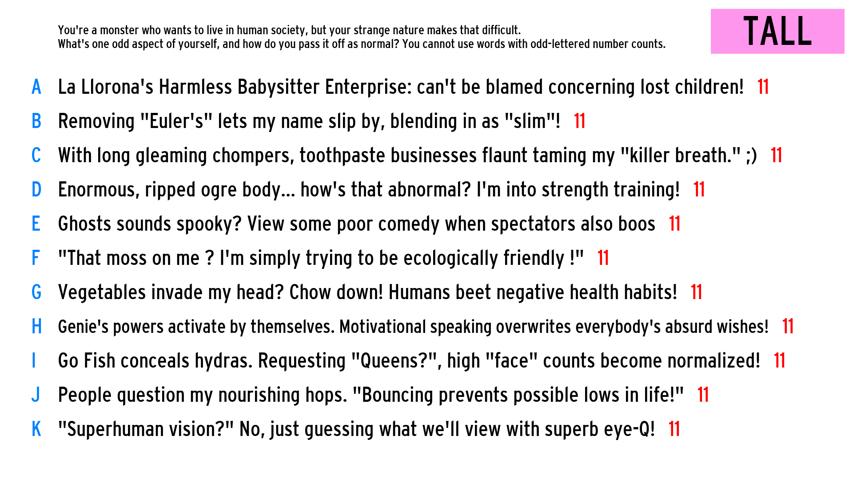 You're a monster who wants to live in human society, but your strange nature makes that difficult.
What's one odd aspect of yourself, and how do you pass it off as normal? You cannot use words with odd-lettered number counts.
TALL
A La Llorona's Harmless Babysitter Enterprise: can't be blamed concerning lost children! 11
B Removing "Euler's" lets my name slip by, blending in as "slim"! 11
C With long gleaming chompers, toothpaste businesses flaunt taming my "killer breath." ;) 11
D Enormous, ripped ogre body... how's that abnormal? I'm into strength training! 11
E Ghosts sounds spooky? View some poor comedy when spectators also boos 11
F "That moss on me ? I'm simply trying to be ecologically friendly !" 11
G Vegetables invade my head? Chow down! Humans beet negative health habits! 11
H Genie's powers activate by themselves. Motivational speaking overwrites everybody's absurd wishes! 11
I Go Fish conceals hydras. Requesting "Queens?", high "face" counts become normalized! 11
J People question my nourishing hops. "Bouncing prevents possible lows in life!" 11
K "Superhuman vision?" No, just guessing what we'll view with superb eye-Q! 11